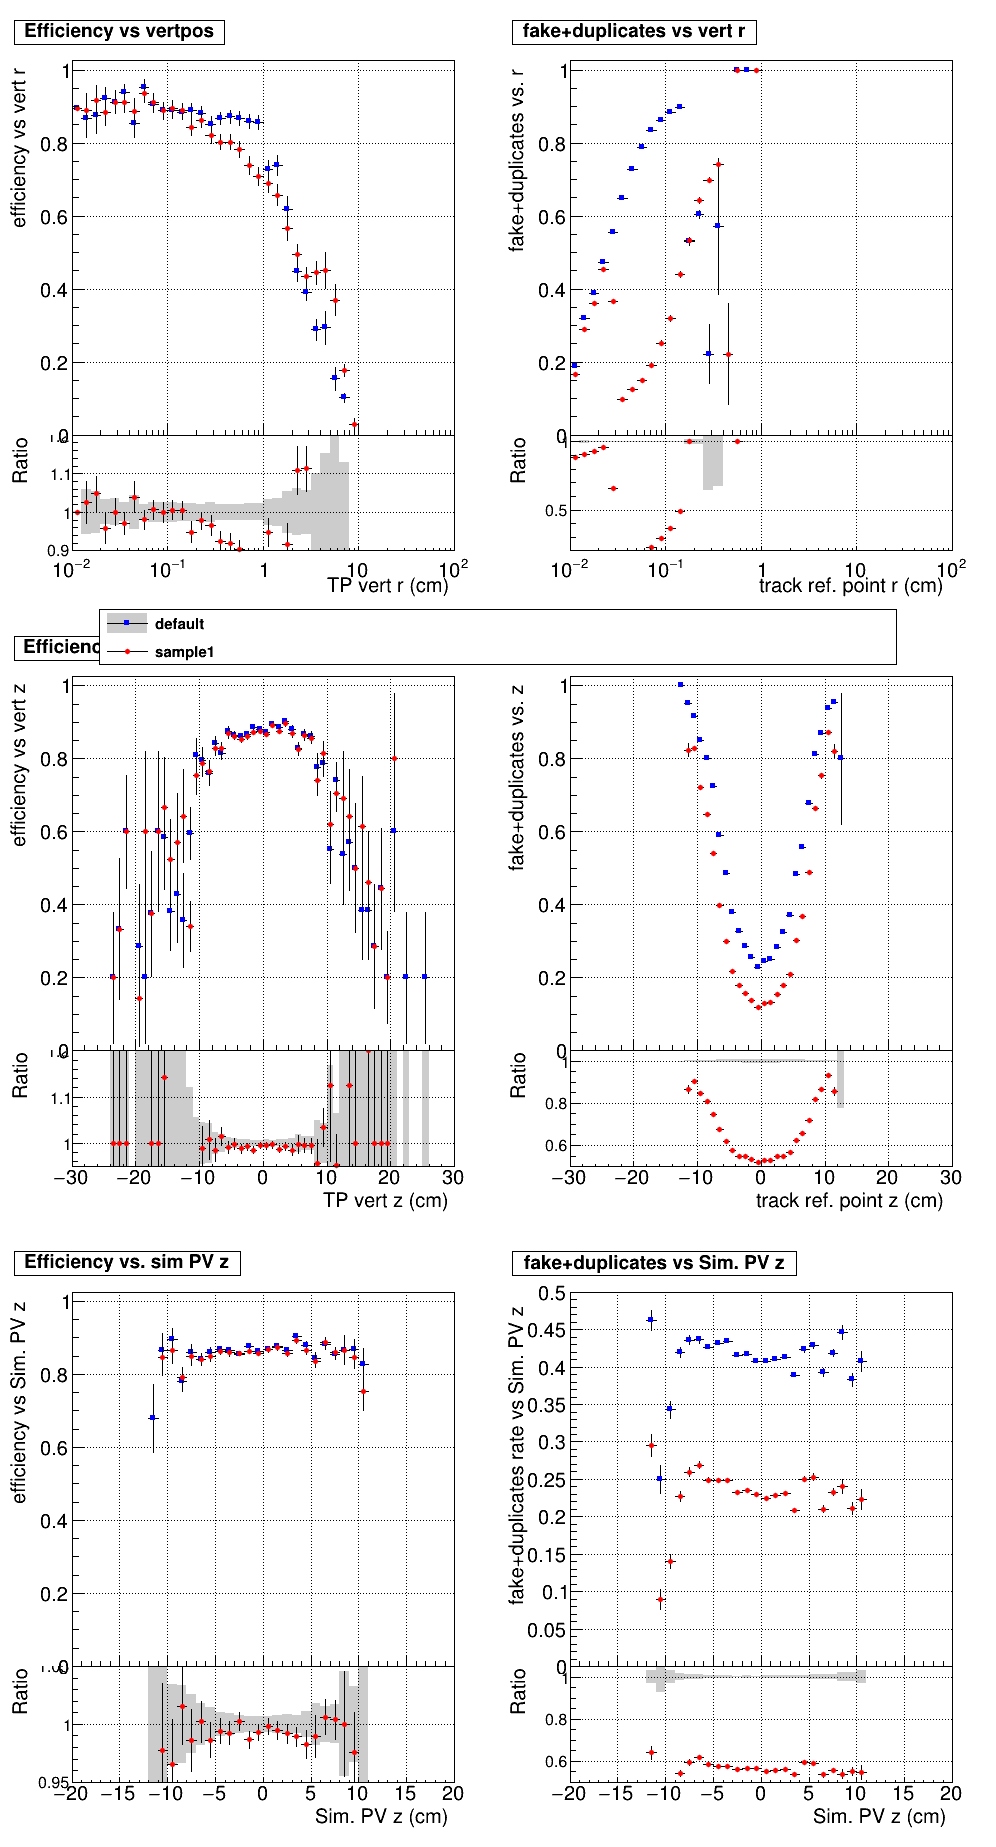 Efficiency vs vertpos
fake+duplicates vs vert r
efficiency vs vert r
1
0.8
0.6
0.4
0.2
0
fake+duplicates vs. r
1
0.8
0.6
0.4
0.2
0
Ratio
1.1
1
0.9
10⁻² 10⁻¹ 1 10 10²
TP vert r (cm)
Ratio
1
0.5
10⁻² 10⁻¹ 1 10 10²
track ref. point r (cm)
default
sample1
Efficienc
efficiency vs vert z
1
0.8
0.6
0.4
0.2
0
fake+duplicates vs. z
1
0.8
0.6
0.4
0.2
0
Ratio
1.1
1
−30 −20 −10 0 10 20 30
TP vert z (cm)
Ratio
1
0.8
0.6
−30 −20 −10 0 10 20 30
track ref. point z (cm)
Efficiency vs. sim PV z
fake+duplicates vs Sim. PV z
efficiency vs Sim. PV z
1
0.8
0.6
0.4
0.2
0
fake+duplicates rate vs Sim. PV z
0.5
0.45
0.4
0.35
0.3
0.25
0.2
0.15
0.1
0.05
0
Ratio
1
0.95
−20 −15 −10 −5 0 5 10 15 20
Sim. PV z (cm)
Ratio
1
0.8
0.6
−20 −15 −10 −5 0 5 10 15 20
Sim. PV z (cm)